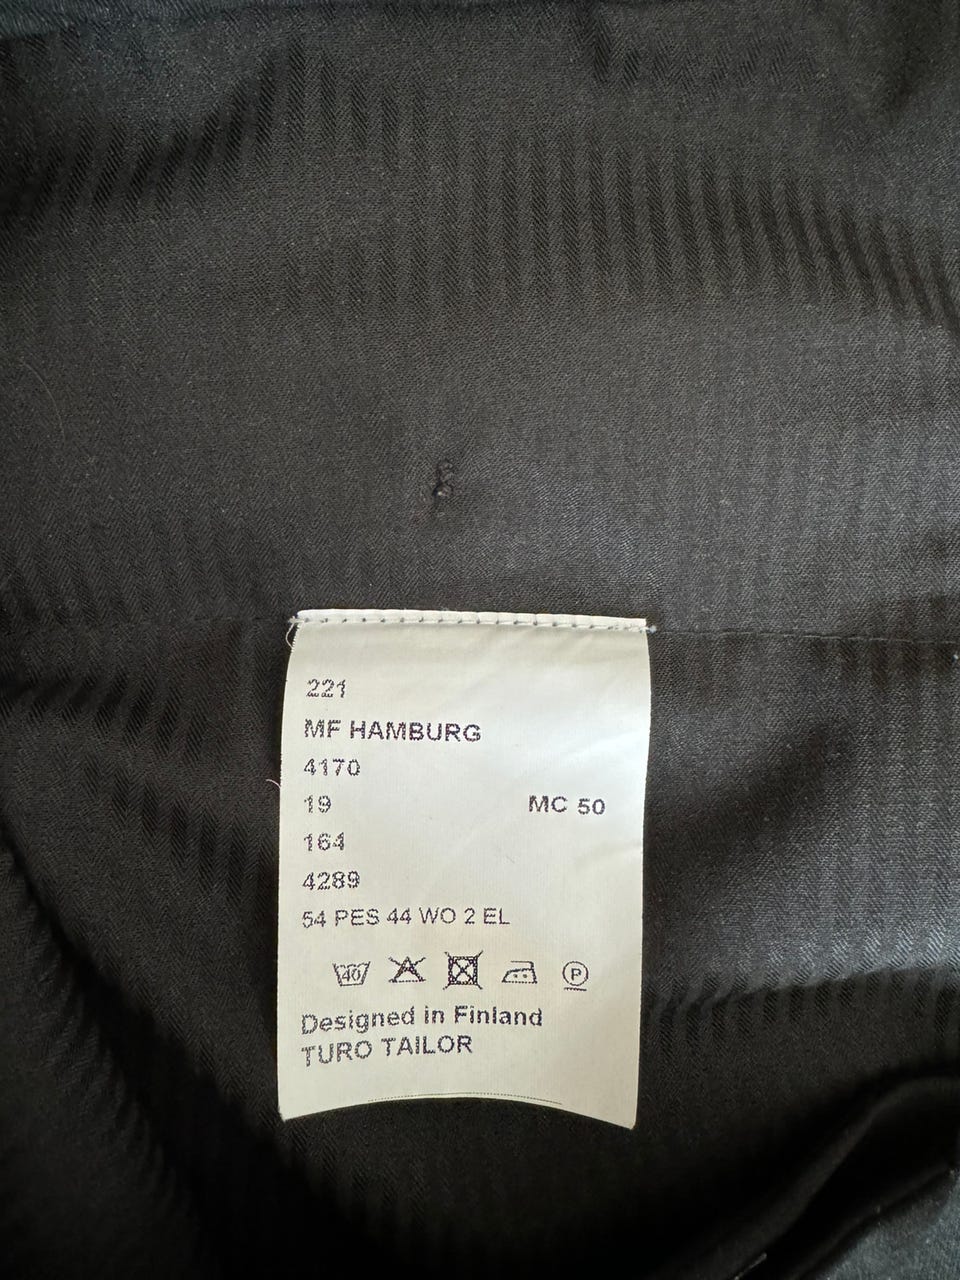 221
MF HAMBURG
4170
19 MC 50
164
4289
54 PES 44 WO 2 EL
40 P
Designed in Finland
TURO TAILOR